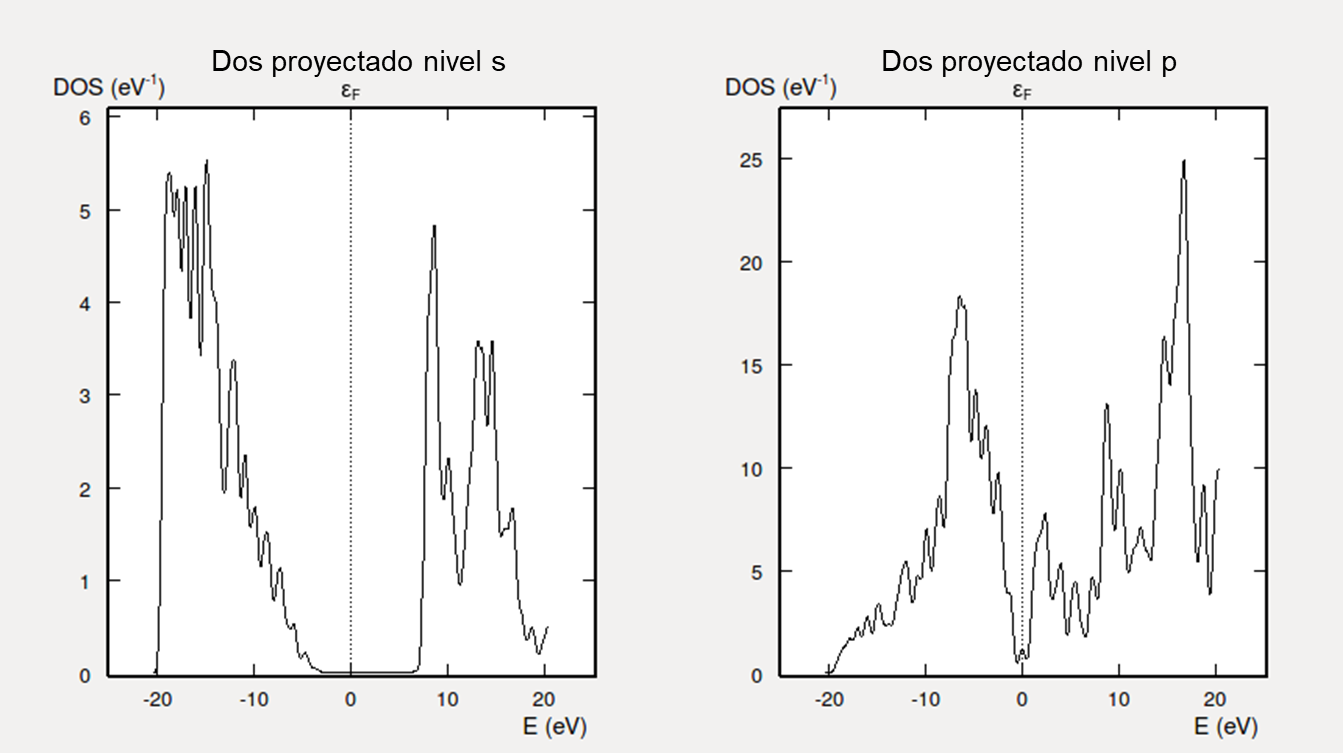 Dos proyectado nivel s
DOS (eV⁻¹)
εF
6
5
4
3
2
1
0
-20 -10 0 10 20
E (eV)
Dos proyectado nivel p
DOS (eV⁻¹)
εF
25
20
15
10
5
0
-20 -10 0 10 20
E (eV)